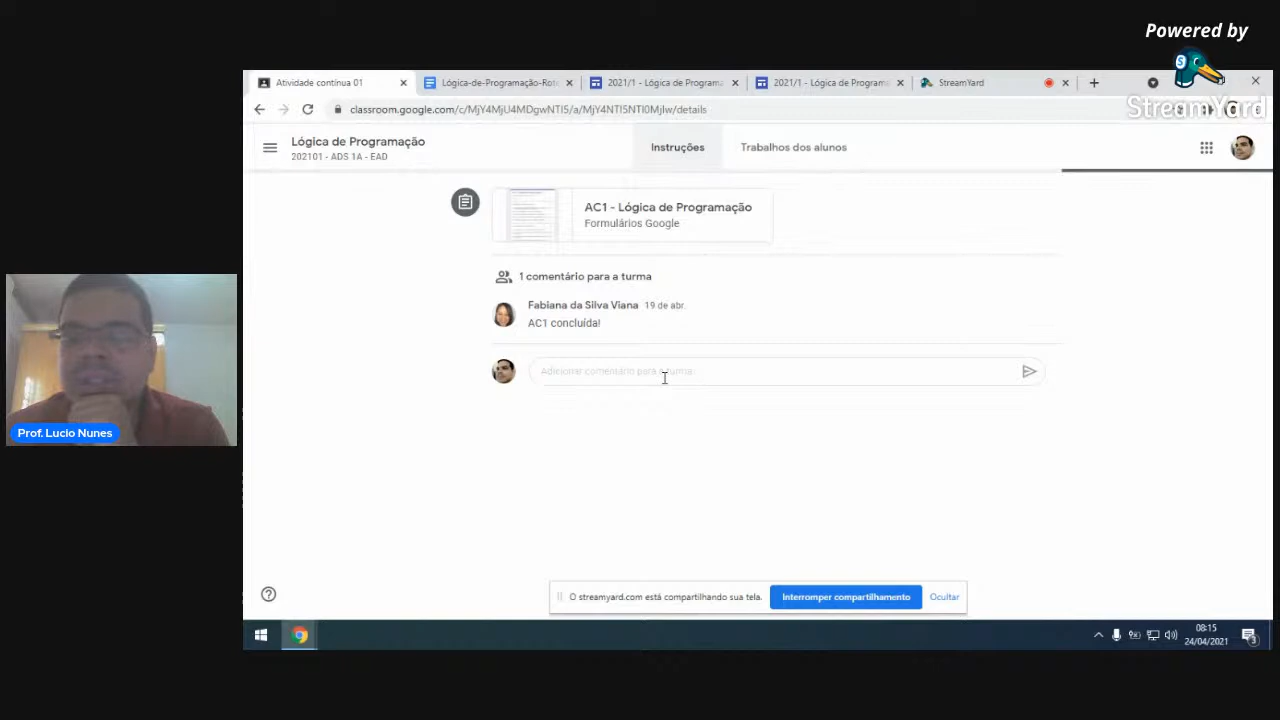 Powered by
StreamYard
Atividade contínua 01
Lógica-de-Programação-Rote
2021/1 - Lógica de Programa
2021/1 - Lógica de Programa
StreamYard
classroom.google.com/c/MjY4MjU4MDgwNTI5/a/MjY4NTI5NTI0MjIw/details
Lógica de Programação
202101 - ADS 1A - EAD
Instruções
Trabalhos dos alunos
AC1 - Lógica de Programação
Formulários Google
1 comentário para a turma
Fabiana da Silva Viana 19 de abr.
AC1 concluída!
Adicionar comentário para a turma
Prof. Lucio Nunes
O streamyard.com está compartilhando sua tela.
Interromper compartilhamento
Ocultar
08:15
24/04/2021
3